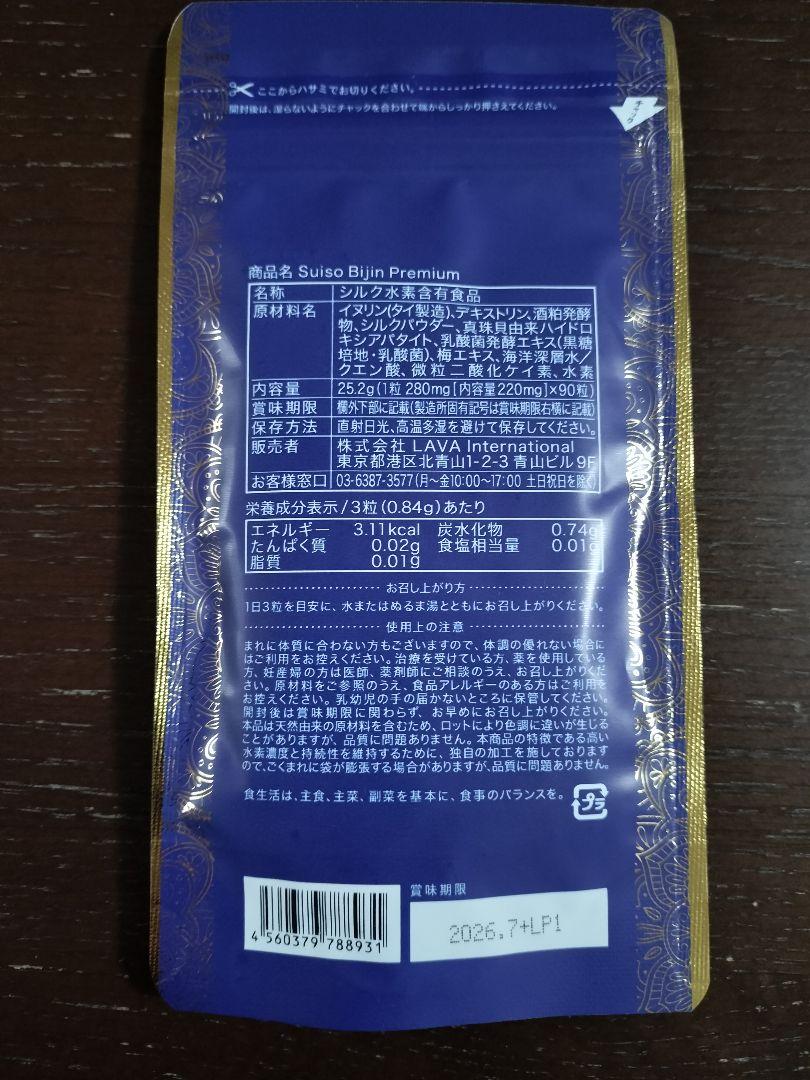 ここからハサミでお切りください。
開封後は、湿らないようにチャックを合わせて端からしっかり押さえてください。
チャック
商品名 Suiso Bijin Premium
名称 シルク水素含有食品
原材料名 イヌリン(タイ製造)、デキストリン、酒粕発酵
物、シルクパウダー、真珠貝由来ハイドロ
キシアパタイト、乳酸菌発酵エキス(黒糖
培地・乳酸菌)、梅エキス、海洋深層水/
クエン酸、微粒二酸化ケイ素、水素
内容量 25.2g(1粒 280mg[内容量220mg]×90粒)
賞味期限 欄外下部に記載(製造所固有記号は賞味期限右横に記載)
保存方法 直射日光、高温多湿を避けて保存してください。
販売者 株式会社 LAVA International
東京都港区北青山1-2-3 青山ビル9F
お客様窓口 03-6387-3577(月〜金10:00〜17:00 土日祝日を除く)
栄養成分表示/3粒(0.84g)あたり
エネルギー 3.11kcal 炭水化物 0.74g
たんぱく質 0.02g 食塩相当量 0.01g
脂質 0.01g
お召し上がり方
1日3粒を目安に、水またはぬるま湯とともにお召し上がりください。
使用上の注意
まれに体質に合わない方もございますので、体調の優れない場合に
はご利用をお控えください。治療を受けている方、薬を使用している
方、妊産婦の方は医師、薬剤師にご相談のうえ、お召し上がりくだ
さい。原材料をご参照のうえ、食品アレルギーのある方はご利用を
お控えください。乳幼児の手の届かないところに保管してください。
開封後は賞味期限に関わらず、お早めにお召し上がりください。
本品は天然由来の原材料を含むため、ロットにより色調に違いが生じる
ことがありますが、品質に問題ありません。本商品の特徴である高い
水素濃度と持続性を維持するために、独自の加工を施しております
ので、ごくまれに袋が膨張する場合がありますが、品質に問題ありません。
食生活は、主食、主菜、副菜を基本に、食事のバランスを。
プラ
賞味期限
4 560379 788931
2026.7+LP1